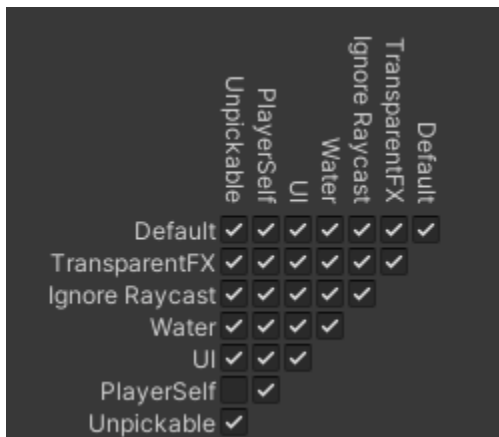 Unpickable
PlayerSelf
UI
Water
Ignore Raycast
TransparentFX
Default
Default
TransparentFX
Ignore Raycast
Water
UI
PlayerSelf
Unpickable